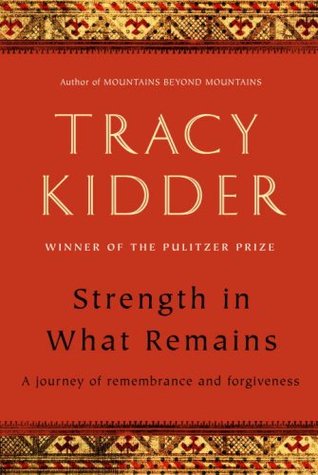 Author of MOUNTAINS BEYOND MOUNTAINS
TRACY
KIDDER
WINNER OF THE PULITZER PRIZE
Strength in
What Remains
A journey of remembrance and forgiveness